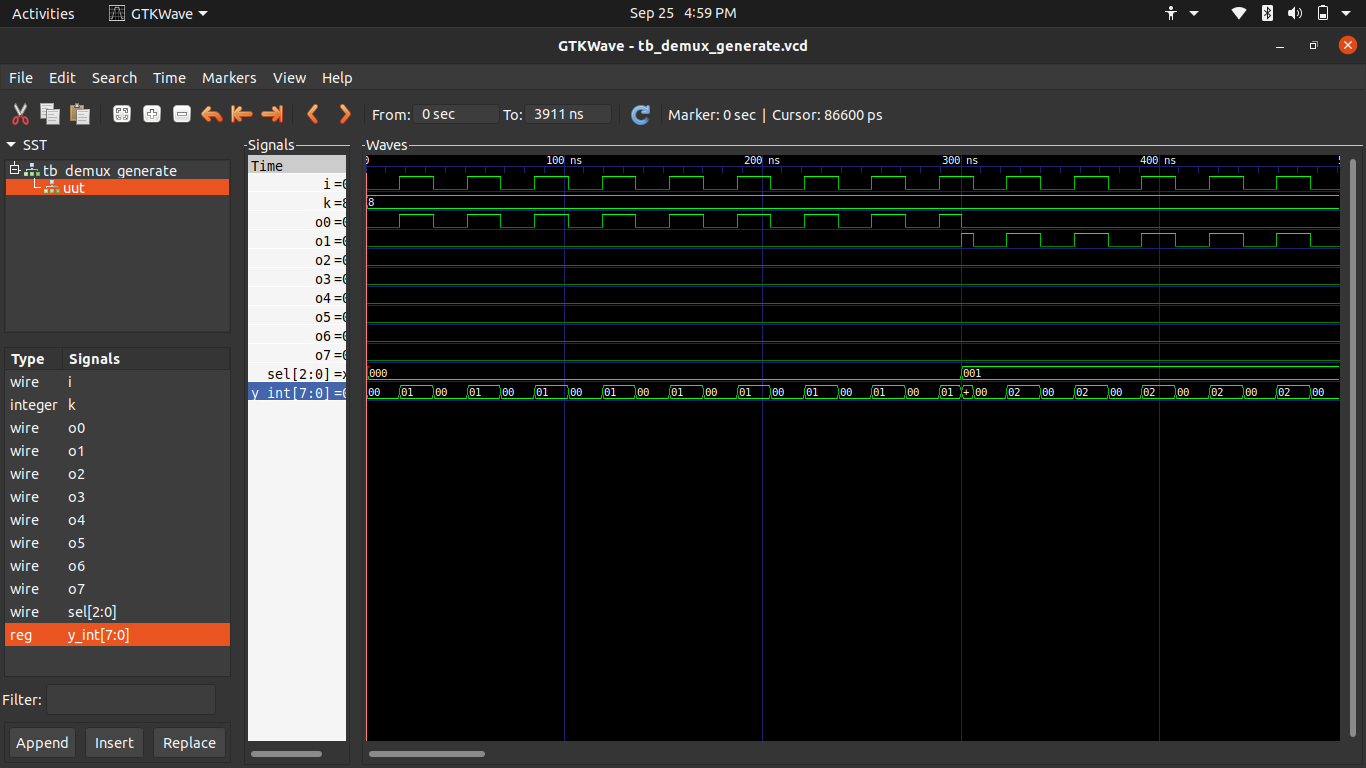 Activities GTKWave Sep 25 4:59 PM
GTKWave - tb_demux_generate.vcd
File Edit Search Time Markers View Help
From: 0 sec To: 3911 ns Marker: 0 sec | Cursor: 86600 ps
SST
tb_demux_generate
uut
Type Signals
wire i
integer k
wire o0
wire o1
wire o2
wire o3
wire o4
wire o5
wire o6
wire o7
wire sel[2:0]
reg y_int[7:0]
Filter:
Append Insert Replace
Signals
Time
i =0
k =8
o0 =0
o1 =0
o2 =0
o3 =0
o4 =0
o5 =0
o6 =0
o7 =0
sel[2:0] =x
y_int[7:0] =0
Waves
0 100 ns 200 ns 300 ns 400 ns
8
000 001
00 01 00 01 00 01 00 01 00 01 00 01 00 01 00 01 00 01 + 00 02 00 02 00 02 00 02 00 02 00